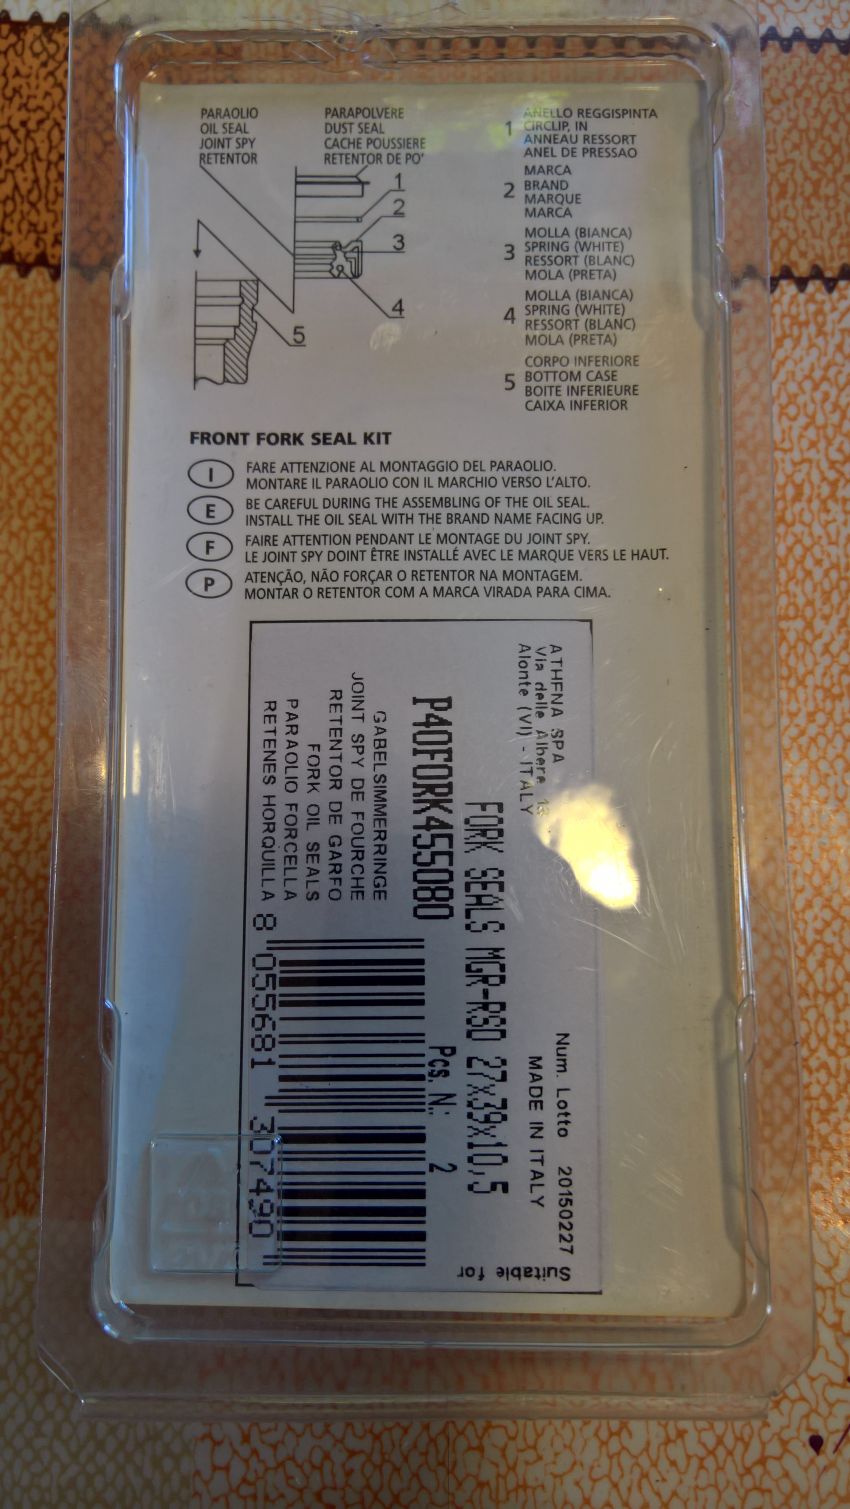 PARAOLIO
OIL SEAL
JOINT SPY
RETENTOR
PARAPOLVERE
DUST SEAL
CACHE POUSSIERE
RETENTOR DE PO'
1
2
3
4
5
1
ANELLO REGGISPINTA
CIRCLIP, IN
ANNEAU RESSORT
ANEL DE PRESSAO
2
MARCA
BRAND
MARQUE
MARCA
3
MOLLA (BIANCA)
SPRING (WHITE)
RESSORT (BLANC)
MOLA (PRETA)
4
MOLLA (BIANCA)
SPRING (WHITE)
RESSORT (BLANC)
MOLA (PRETA)
5
CORPO INFERIORE
BOTTOM CASE
BOITE INFERIEURE
CAIXA INFERIOR
FRONT FORK SEAL KIT
I FARE ATTENZIONE AL MONTAGGIO DEL PARAOLIO.
MONTARE IL PARAOLIO CON IL MARCHIO VERSO L'ALTO.
E BE CAREFUL DURING THE ASSEMBLING OF THE OIL SEAL.
INSTALL THE OIL SEAL WITH THE BRAND NAME FACING UP.
F FAIRE ATTENTION PENDANT LE MONTAGE DU JOINT SPY.
LE JOINT SPY DOINT ÊTRE INSTALLÉ AVEC LE MARQUE VERS LE HAUT.
P ATENÇÃO, NÃO FORÇAR O RETENTOR NA MONTAGEM.
MONTAR O RETENTOR COM A MARCA VIRADA PARA CIMA.
ATHENA SPA
Via delle Albere
Alonte (VI) - ITALY
Num. Lotto 20150227
MADE IN ITALY
FORK SEALS MGR-RSD 27x39x10,5
P40FORK455080
Pcs. N.: 2
GABELSIMMERRINGE
JOINT SPY DE FOURCHE
RETENTOR DE GARFO
FORK OIL SEALS
PARAOLIO FORCELLA
RETENES HORQUILLA
8 055681 307490
Suitable for